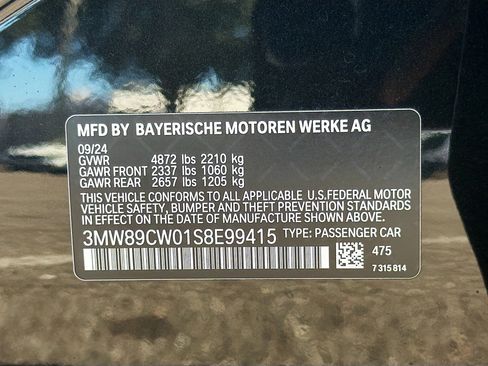 MFD BY BAYERISCHE MOTOREN WERKE AG
09/24
GVWR 4872 lbs 2210 kg
GAWR FRONT 2337 lbs 1060 kg
GAWR REAR 2657 lbs 1205 kg
THIS VEHICLE CONFORMS TO ALL APPLICABLE U.S. FEDERAL MOTOR
VEHICLE SAFETY, BUMPER AND THEFT PREVENTION STANDARDS
IN EFFECT ON THE DATE OF MANUFACTURE SHOWN ABOVE.
3MW89CW01S8E99415 TYPE: PASSENGER CAR
475
7 315 814